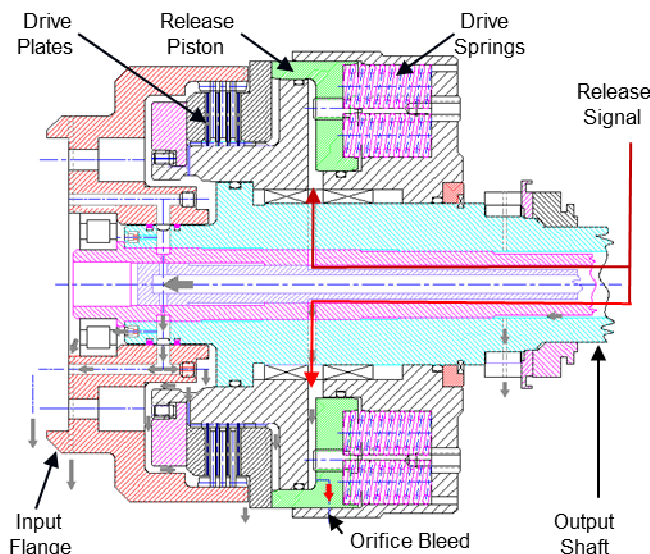 Drive
Plates
Release
Piston
Drive
Springs
Release
Signal
Input
Flange
Orifice Bleed
Output
Shaft